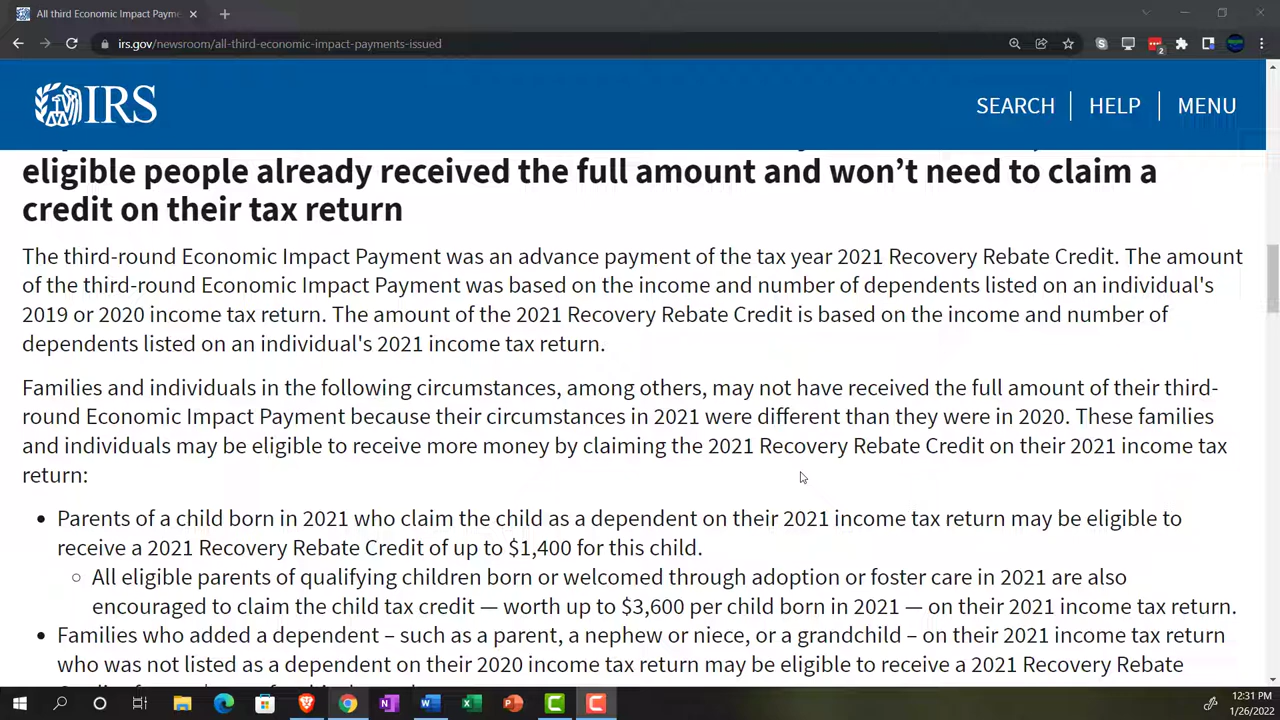 All third Economic Impact Payme
irs.gov/newsroom/all-third-economic-impact-payments-issued
2
IRS
SEARCH
HELP
MENU
eligible people already received the full amount and won’t need to claim a
credit on their tax return
The third-round Economic Impact Payment was an advance payment of the tax year 2021 Recovery Rebate Credit. The amount
of the third-round Economic Impact Payment was based on the income and number of dependents listed on an individual's
2019 or 2020 income tax return. The amount of the 2021 Recovery Rebate Credit is based on the income and number of
dependents listed on an individual's 2021 income tax return.
Families and individuals in the following circumstances, among others, may not have received the full amount of their third-
round Economic Impact Payment because their circumstances in 2021 were different than they were in 2020. These families
and individuals may be eligible to receive more money by claiming the 2021 Recovery Rebate Credit on their 2021 income tax
return:
• Parents of a child born in 2021 who claim the child as a dependent on their 2021 income tax return may be eligible to
receive a 2021 Recovery Rebate Credit of up to $1,400 for this child.
○ All eligible parents of qualifying children born or welcomed through adoption or foster care in 2021 are also
encouraged to claim the child tax credit — worth up to $3,600 per child born in 2021 — on their 2021 income tax return.
• Families who added a dependent – such as a parent, a nephew or niece, or a grandchild – on their 2021 income tax return
who was not listed as a dependent on their 2020 income tax return may be eligible to receive a 2021 Recovery Rebate
12:31 PM
1/26/2022